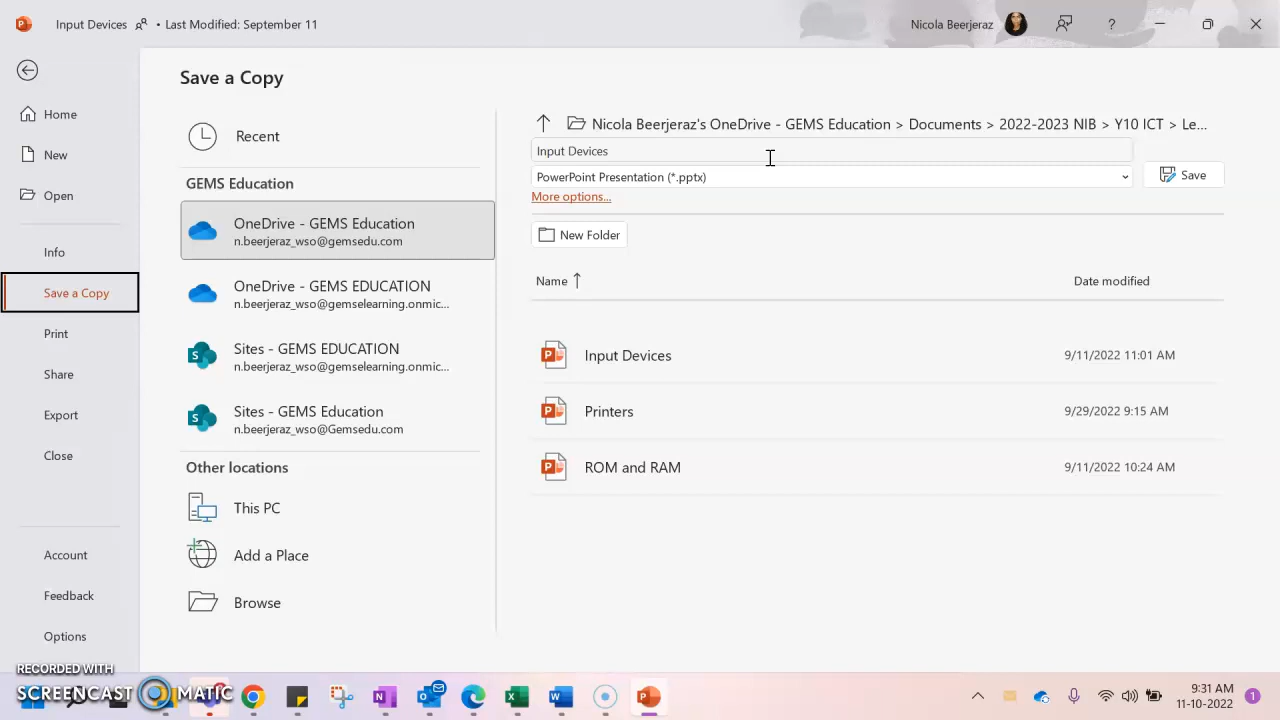 Input Devices • Last Modified: September 11
Nicola Beerjeraz
?
Save a Copy
Home
New
Open
Info
Save a Copy
Print
Share
Export
Close
Account
Feedback
Options
Recent
GEMS Education
OneDrive - GEMS Education
n.beerjeraz_wso@gemsedu.com
OneDrive - GEMS EDUCATION
n.beerjeraz_wso@gemselearning.onmic...
Sites - GEMS EDUCATION
n.beerjeraz_wso@gemselearning.onmic...
Sites - GEMS Education
n.beerjeraz_wso@Gemsedu.com
Other locations
This PC
Add a Place
Browse
Nicola Beerjeraz's OneDrive - GEMS Education > Documents > 2022-2023 NIB > Y10 ICT > Le...
Input Devices
PowerPoint Presentation (*.pptx)
Save
More options...
New Folder
Name ↑ Date modified
Input Devices 9/11/2022 11:01 AM
Printers 9/29/2022 9:15 AM
ROM and RAM 9/11/2022 10:24 AM
RECORDED WITH
SCREENCAST MATIC
9:31 AM
11-10-2022
1